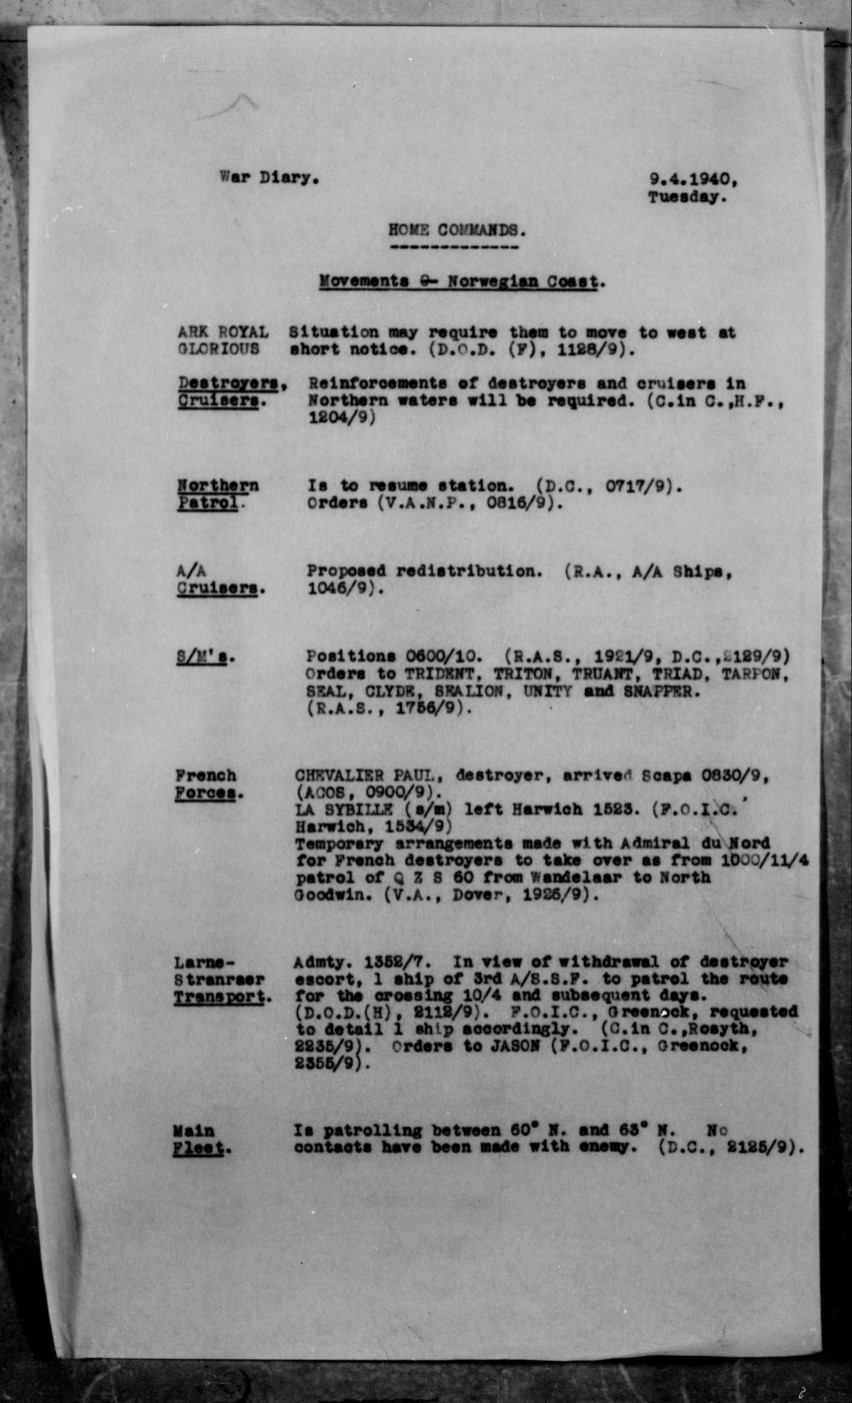 War Diary. 9.4.1940,
Tuesday.
HOME COMMANDS.
Movements - Norwegian Coast.
ARK ROYAL Situation may require them to move to west at
GLORIOUS short notice. (D.O.D. (F), 1128/9).
Destroyers, Reinforcements of destroyers and cruisers in
Cruisers. Northern waters will be required. (C.in C.,H.F.,
1204/9)
Northern Is to resume station. (D.C., 0717/9).
Patrol. Orders (V.A.N.P., 0816/9).
A/A Proposed redistribution. (R.A., A/A Ships,
Cruisers. 1046/9).
S/M's. Positions 0600/10. (R.A.S., 1921/9, D.C.,2129/9)
Orders to TRIDENT, TRITON, TRUANT, TRIAD, TARPON,
SEAL, CLYDE, SEALION, UNITY and SNAPPER.
(R.A.S., 1756/9).
French CHEVALIER PAUL, destroyer, arrived Scapa 0830/9,
Forces. (ACOS, 0900/9).
LA SYBILLE (s/m) left Harwich 1523. (F.O.I.C.
Harwich, 1534/9)
Temporary arrangements made with Admiral du Nord
for French destroyers to take over as from 1000/11/4
patrol of Q Z S 60 from Wandelaar to North
Goodwin. (V.A., Dover, 1926/9).
Larne- Admty. 1352/7. In view of withdrawal of destroyer
Stranraer escort, 1 ship of 3rd A/S.S.F. to patrol the route
Transport. for the crossing 10/4 and subsequent days.
(D.O.D.(H), 2112/9). F.O.I.C., Greenock, requested
to detail 1 ship accordingly. (C.in C.,Rosyth,
2235/9). Orders to JASON (F.O.I.C., Greenock,
2355/9).
Main Is patrolling between 60° N. and 63° N. No
Fleet. contacts have been made with enemy. (D.C., 2125/9).